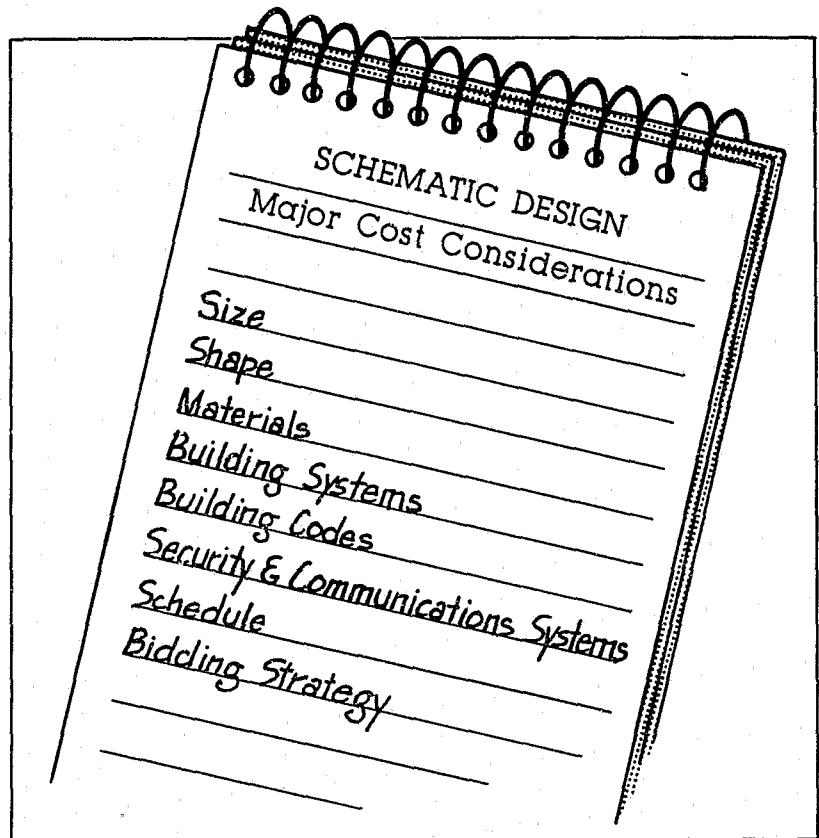 SCHEMATIC DESIGN
Major Cost Considerations
Size
Shape
Materials
Building Systems
Building Codes
Security & Communications Systems
Schedule
Bidding Strategy